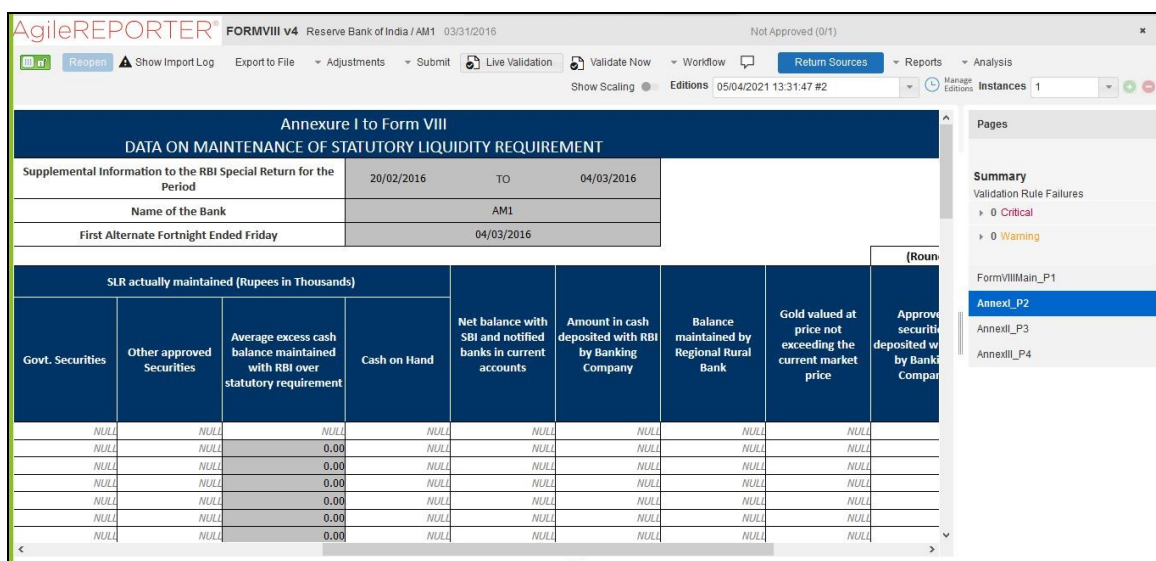 AgileREPORTER® FORMVIII v4 Reserve Bank of India / AM1 03/31/2016 Not Approved (0/1)
Reopen Show Import Log Export to File Adjustments Submit Live Validation Validate Now Workflow Return Sources Reports Analysis
Show Scaling Editions 05/04/2021 13:31:47 #2 Manage Editions Instances 1
Annexure I to Form VIII
DATA ON MAINTENANCE OF STATUTORY LIQUIDITY REQUIREMENT
Supplemental Information to the RBI Special Return for the
Period
20/02/2016 TO 04/03/2016
Name of the Bank AM1
First Alternate Fortnight Ended Friday 04/03/2016
(Roun
SLR actually maintained (Rupees in Thousands)
Govt. Securities
Other approved
Securities
Average excess cash
balance maintained
with RBI over
statutory requirement
Cash on Hand
Net balance with
SBI and notified
banks in current
accounts
Amount in cash
deposited with RBI
by Banking
Company
Balance
maintained by
Regional Rural
Bank
Gold valued at
price not
exceeding the
current market
price
Approve
securitie
deposited w
by Banki
Compan
NULL NULL NULL NULL NULL NULL NULL NULL
NULL NULL 0.00 NULL NULL NULL NULL NULL
NULL NULL 0.00 NULL NULL NULL NULL NULL
NULL NULL 0.00 NULL NULL NULL NULL NULL
NULL NULL 0.00 NULL NULL NULL NULL NULL
NULL NULL 0.00 NULL NULL NULL NULL NULL
NULL NULL 0.00 NULL NULL NULL NULL NULL
Pages
Summary
Validation Rule Failures
0 Critical
0 Warning
FormVIIIMain_P1
AnnexI_P2
AnnexII_P3
AnnexIII_P4